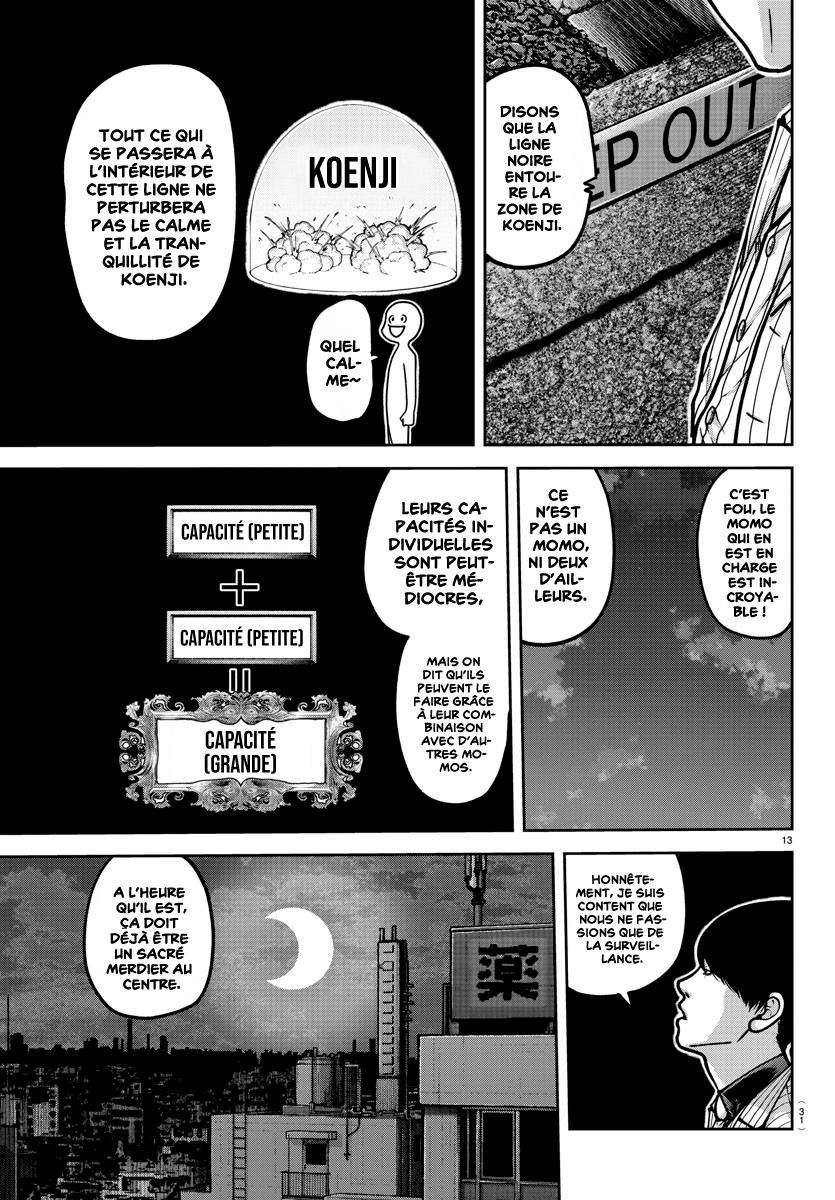 DISONS
QUE LA
LIGNE
NOIRE
ENTOU-
RE LA
ZONE DE
KOENJI.
EP OUT
KOENJI
TOUT CE QUI
SE PASSERA À
L'INTÉRIEUR DE
CETTE LIGNE NE
PERTURBERA
PAS LE CALME
ET LA TRAN-
QUILLITÉ DE
KOENJI.
QUEL
CAL-
ME~
C'EST
FOU, LE
MOMO
QUI EN
EST EN
CHARGE
EST IN-
CROYA-
BLE !
CE
N'EST
PAS UN
MOMO,
NI DEUX
D'AIL-
LEURS.
LEURS CA-
PACITÉS IN-
DIVIDUELLES
SONT PEUT-
ÊTRE MÉ-
DIOCRES,
MAIS ON
DIT QU'ILS
PEUVENT LE
FAIRE GRÂCE
À LEUR COM-
BINAISON
AVEC D'AU-
TRES MO-
MOS.
CAPACITÉ (PETITE)
+
CAPACITÉ (PETITE)
=
CAPACITÉ
(GRANDE)
13
HONNÊTE-
MENT, JE SUIS
CONTENT QUE
NOUS NE FAS-
SIONS QUE DE
LA SURVEIL-
LANCE.
A L'HEURE
QU'IL EST,
ÇA DOIT
DÉJÀ ÊTRE
UN SACRÉ
MERDIER AU
CENTRE.
薬
(31)